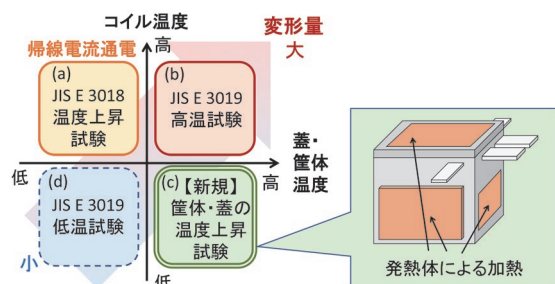 コイル温度
高
変形量
大
帰線電流通電
(a)
JIS E 3018
温度上昇
試験
(b)
JIS E 3019
高温試験
蓋・
筐体
温度
低
高
(d)
JIS E 3019
低温試験
(c)【新規】
筐体・蓋の
温度上昇
試験
小
低
発熱体による加熱